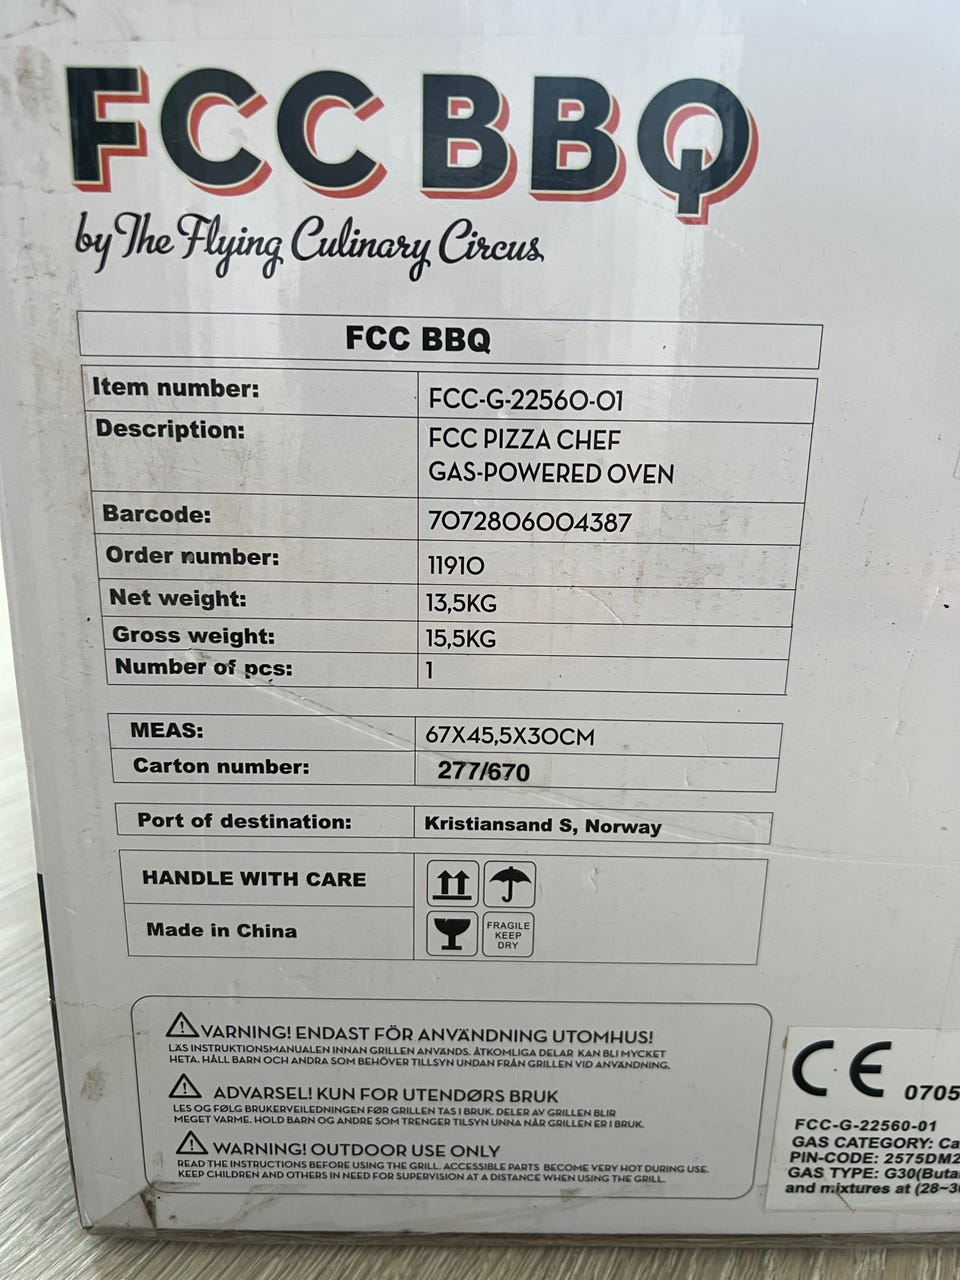 FCC BBQ
by The Flying Culinary Circus
FCC BBQ
Item number: FCC-G-22560-01
Description: FCC PIZZA CHEF
GAS-POWERED OVEN
Barcode: 7072806004387
Order number: 11910
Net weight: 13,5KG
Gross weight: 15,5KG
Number of pcs: 1
MEAS: 67X45,5X30CM
Carton number: 277/670
Port of destination: Kristiansand S, Norway
HANDLE WITH CARE
Made in China
FRAGILE
KEEP
DRY
VARNING! ENDAST FÖR ANVÄNDNING UTOMHUS!
LÄS INSTRUKTIONSMANUALEN INNAN GRILLEN ANVÄNDS. ÅTKOMLIGA DELAR KAN BLI MYCKET
HETA. HÅLL BARN OCH ANDRA SOM BEHÖVER TILLSYN UNDAN FRÅN GRILLEN VID ANVÄNDNING.
ADVARSEL! KUN FOR UTENDØRS BRUK
LES OG FØLG BRUKERVEILEDNINGEN FØR GRILLEN TAS I BRUK. DELER AV GRILLEN BLIR
MEGET VARME. HOLD BARN OG ANDRE SOM TRENGER TILSYN UNNA NÅR GRILLEN ER I BRUK.
WARNING! OUTDOOR USE ONLY
READ THE INSTRUCTIONS BEFORE USING THE GRILL. ACCESSIBLE PARTS BECOME VERY HOT DURING USE.
KEEP CHILDREN AND OTHERS IN NEED FOR SUPERVISION AT A DISTANCE WHEN USING THE GRILL.
CE 0705
FCC-G-22560-01
GAS CATEGORY: Ca
PIN-CODE: 2575DM2
GAS TYPE: G30(Buta
and mixtures at (28~3